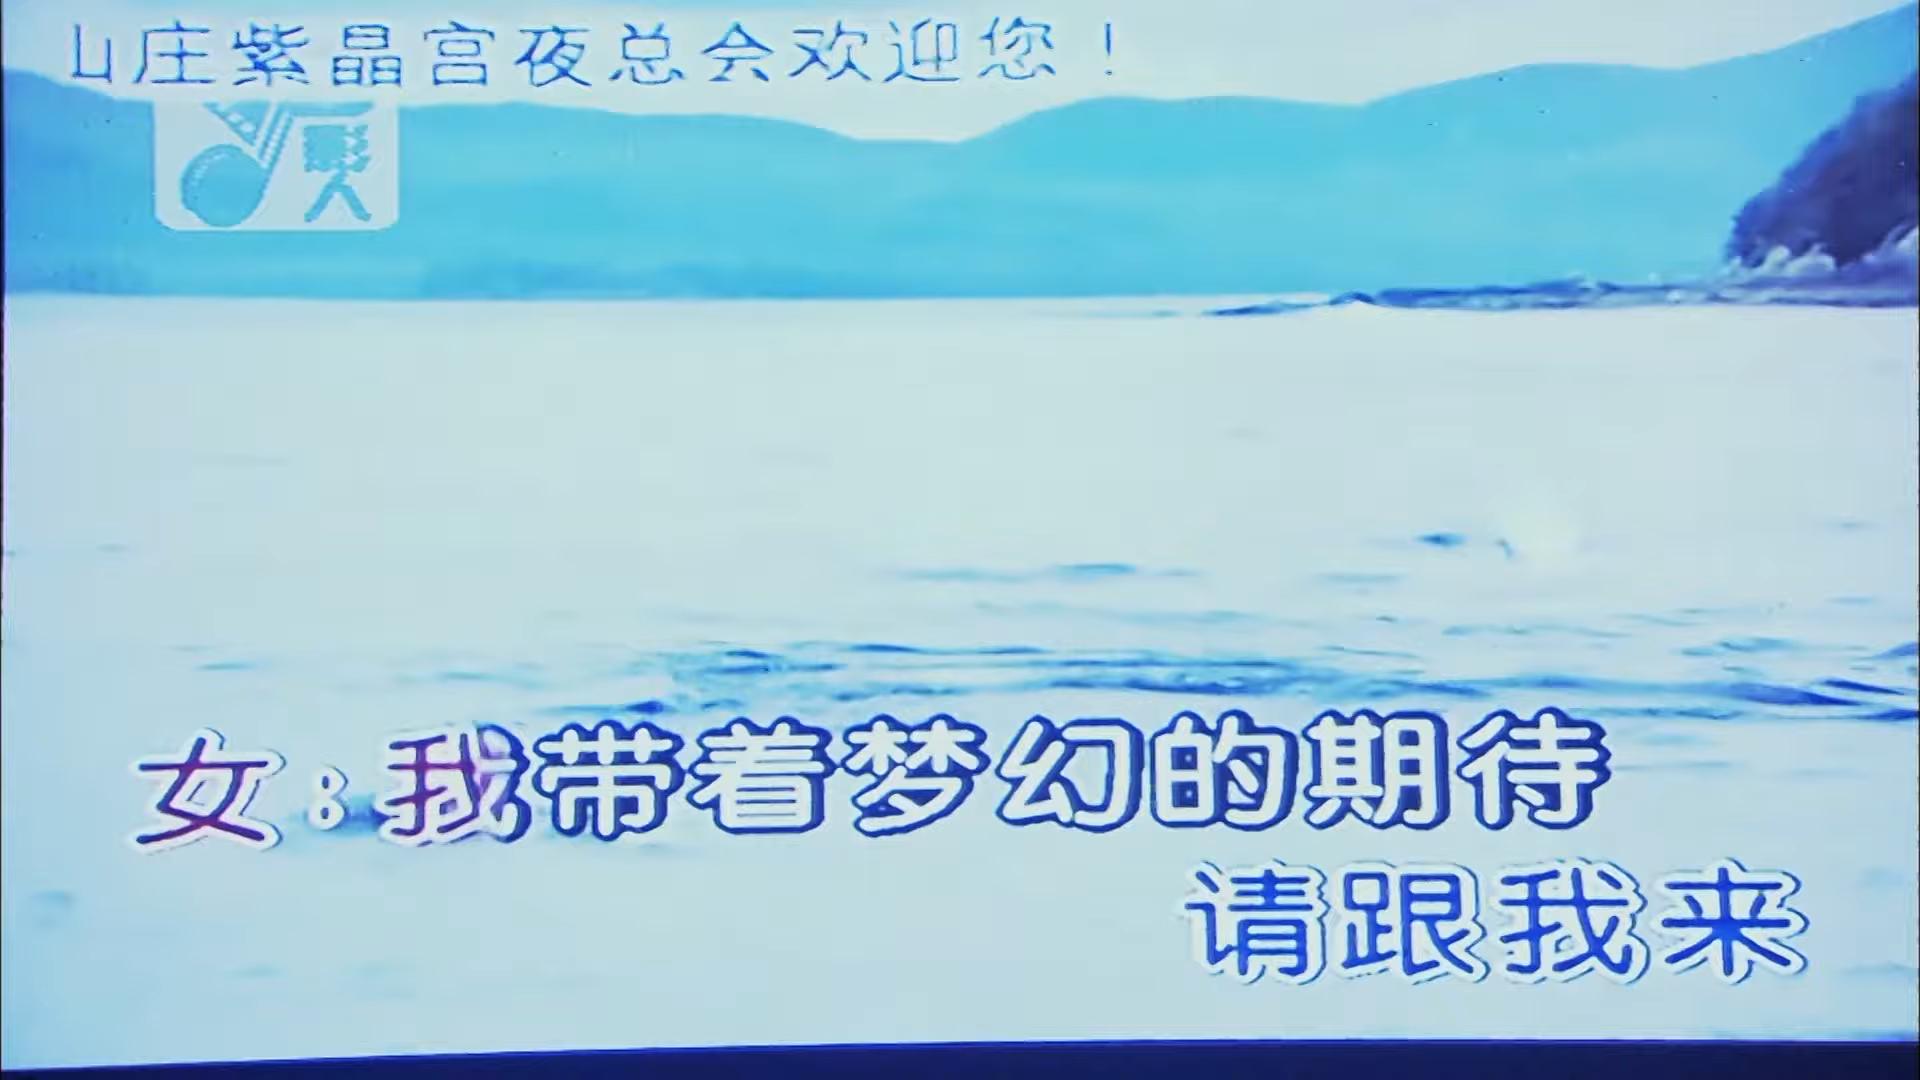 山庄紫晶宫夜总会欢迎您！
女：我带着梦幻的期待
请跟我来